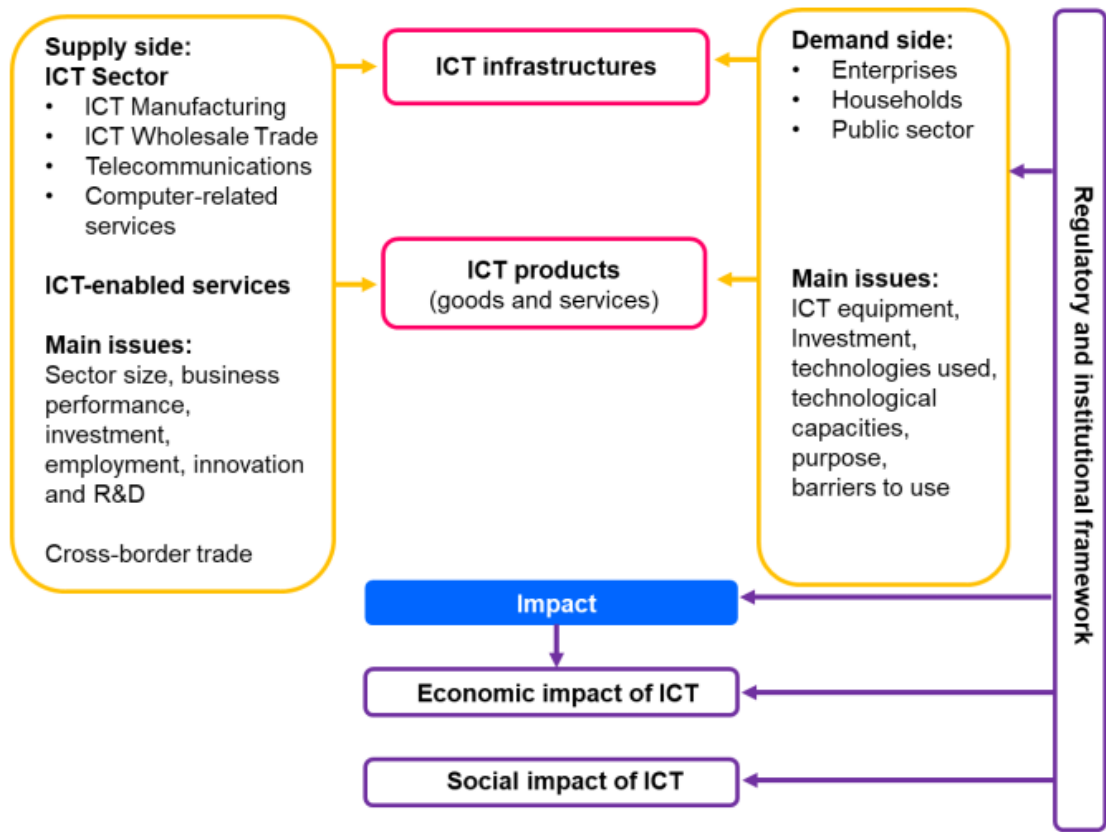 Supply side:
ICT Sector
• ICT Manufacturing
• ICT Wholesale Trade
• Telecommunications
• Computer-related
services
ICT-enabled services
Main issues:
Sector size, business
performance,
investment,
employment, innovation
and R&D
Cross-border trade
ICT infrastructures
ICT products
(goods and services)
Demand side:
• Enterprises
• Households
• Public sector
Main issues:
ICT equipment,
Investment,
technologies used,
technological
capacities,
purpose,
barriers to use
Regulatory and institutional framework
Impact
Economic impact of ICT
Social impact of ICT